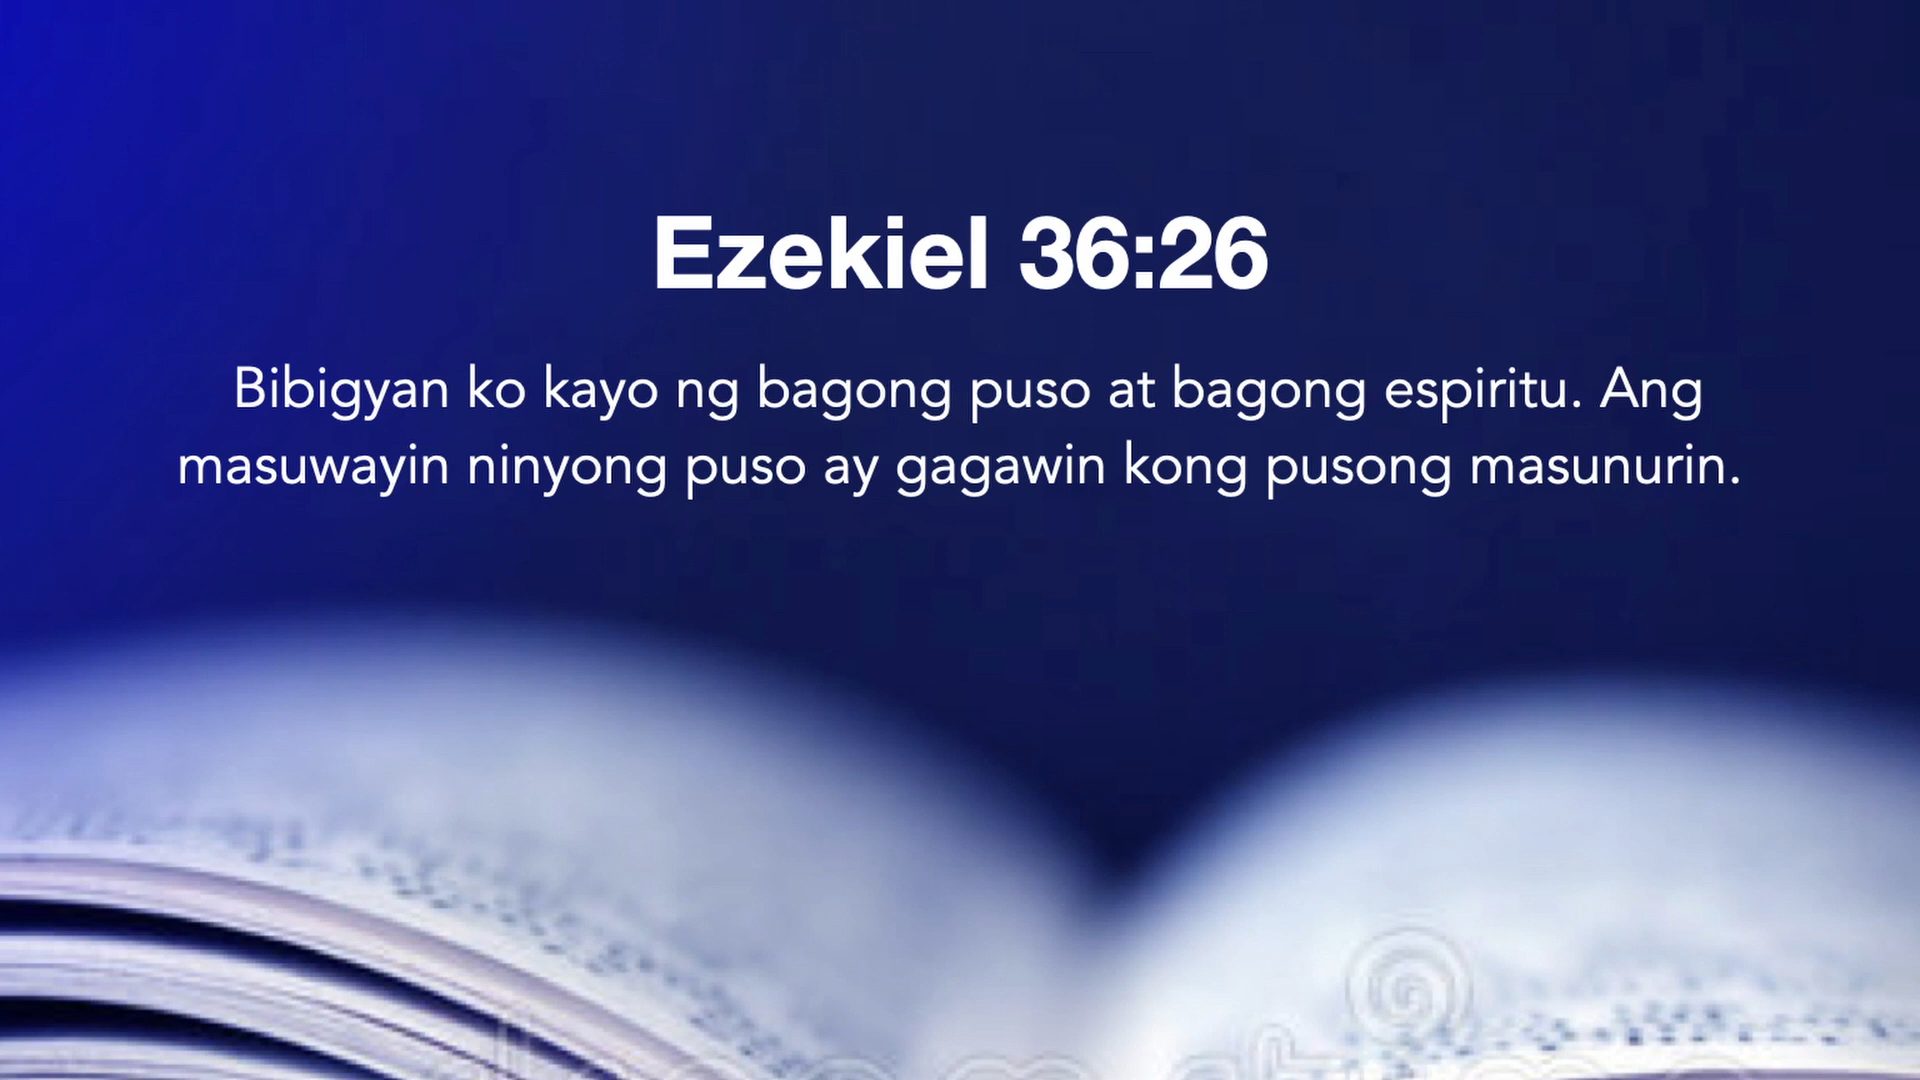 Ezekiel 36:26
Bibigyan ko kayo ng bagong puso at bagong espiritu. Ang
masuwayin ninyong puso ay gagawin kong pusong masunurin.